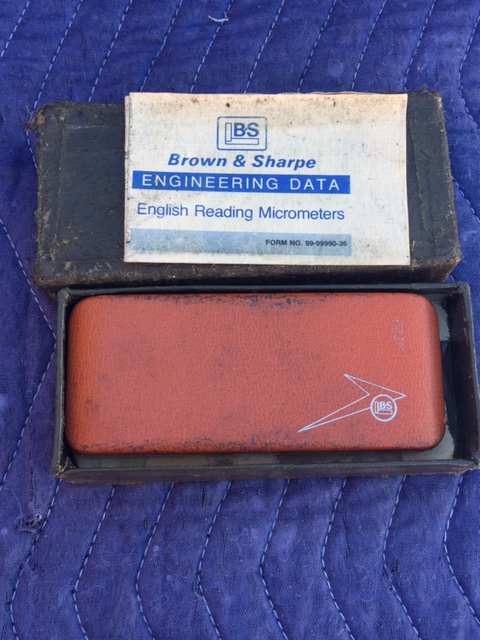 BS
Brown & Sharpe
ENGINEERING DATA
English Reading Micrometers
FORM NO. 99-99990-36
BS